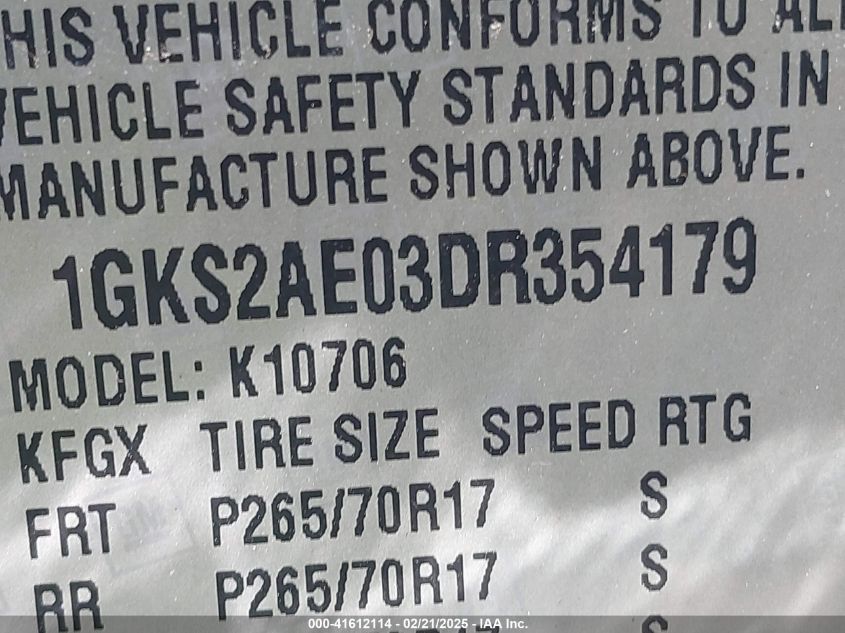 HIS VEHICLE CONFORMS TO ALL
VEHICLE SAFETY STANDARDS IN
MANUFACTURE SHOWN ABOVE.
1GKS2AE03DR354179
MODEL: K10706
KFGX TIRE SIZE SPEED RTG
FRT P265/70R17 S
RR P265/70R17 S
000-41612114 - 02/21/2025 - IAA Inc.